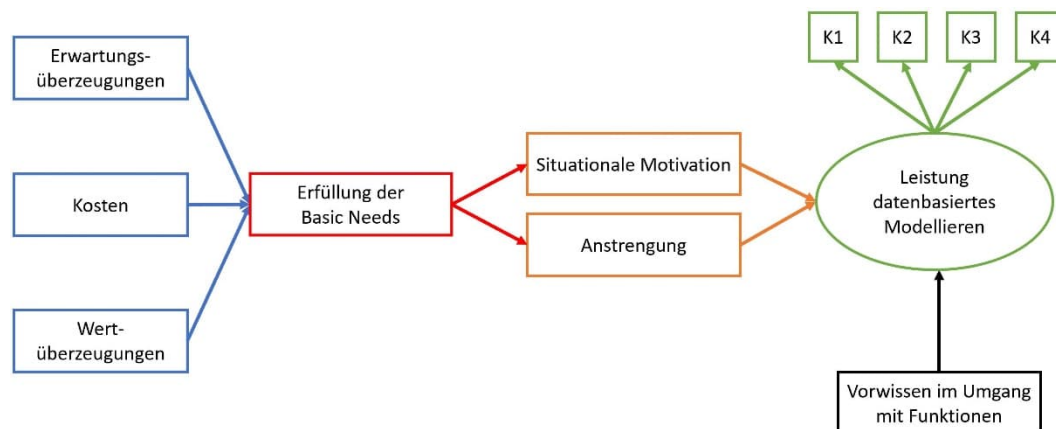 Erwartungs-
überzeugungen
Kosten
Wert-
überzeugungen
Erfüllung der
Basic Needs
Situationale Motivation
Anstrengung
K1
K2
K3
K4
Leistung
datenbasiertes
Modellieren
Vorwissen im Umgang
mit Funktionen